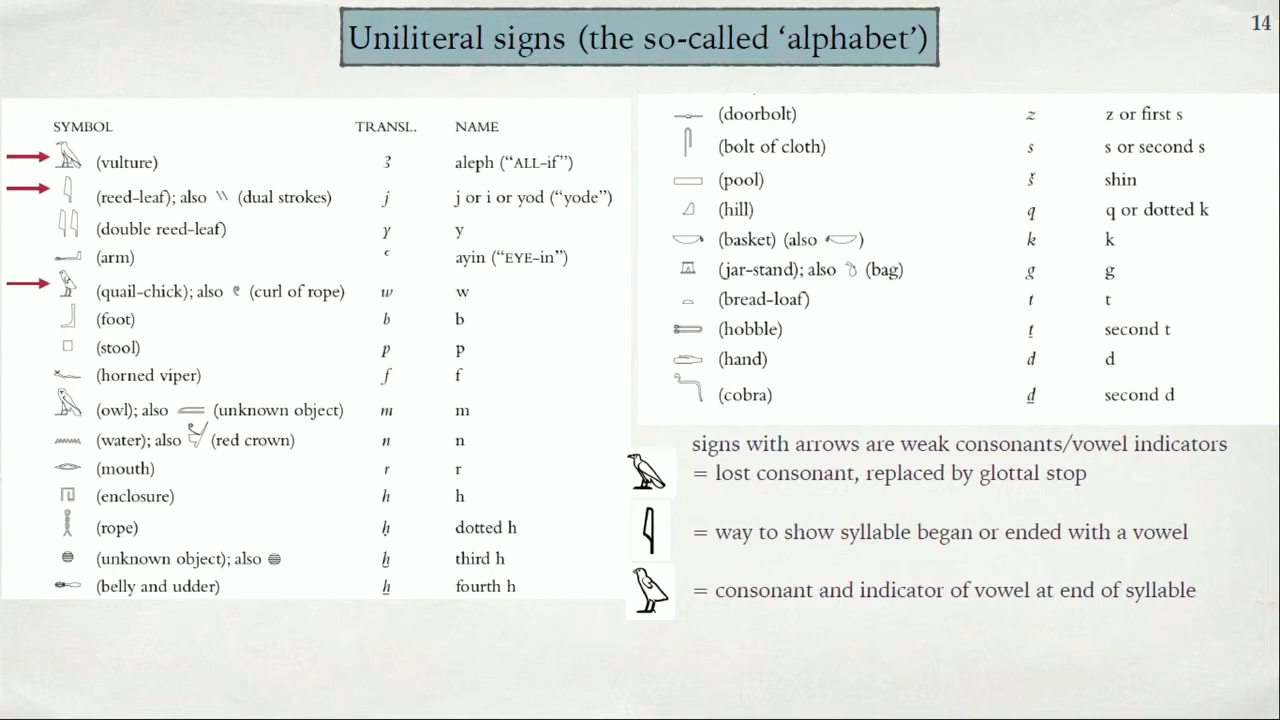 Uniliteral signs (the so-called ‘alphabet’)
14
SYMBOL TRANSL. NAME
(vulture) 3 aleph (“ALL-if”)
(reed-leaf); also (dual strokes) j j or i or yod (“yode”)
(double reed-leaf) y y
(arm) ꜥ ayin (“EYE-in”)
(quail-chick); also (curl of rope) w w
(foot) b b
(stool) p p
(horned viper) f f
(owl); also (unknown object) m m
(water); also (red crown) n n
(mouth) r r
(enclosure) h h
(rope) ḥ dotted h
(unknown object); also ḫ third h
(belly and udder) ẖ fourth h
(doorbolt) z z or first s
(bolt of cloth) s s or second s
(pool) š shin
(hill) q q or dotted k
(basket) (also ) k k
(jar-stand); also (bag) g g
(bread-loaf) t t
(hobble) ṯ second t
(hand) d d
(cobra) ḏ second d
signs with arrows are weak consonants/vowel indicators
= lost consonant, replaced by glottal stop
= way to show syllable began or ended with a vowel
= consonant and indicator of vowel at end of syllable